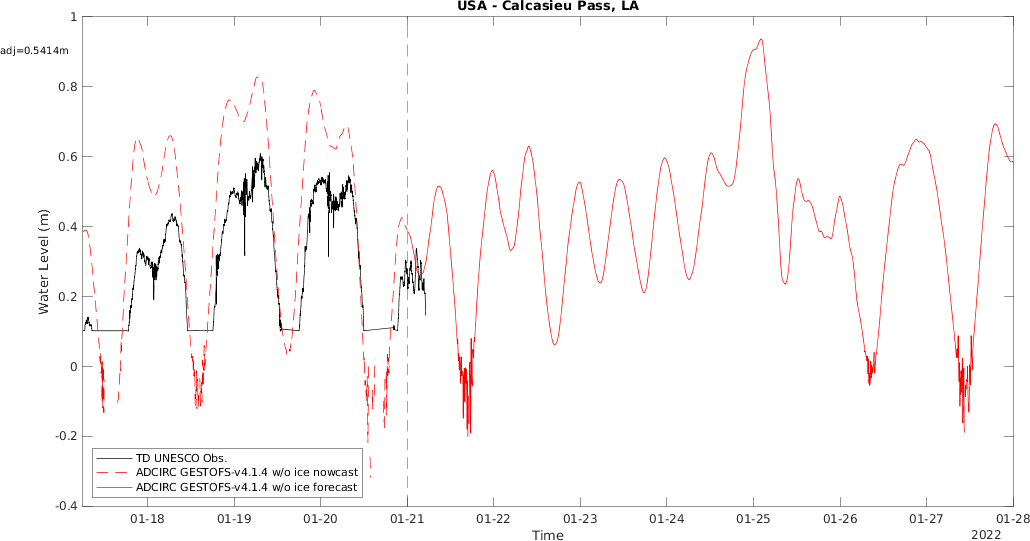 USA - Calcasieu Pass, LA
adj=0.5414m
1
0.8
0.6
0.4
0.2
0
-0.2
-0.4
Water Level (m)
TD UNESCO Obs.
ADCIRC GESTOFS-v4.1.4 w/o ice nowcast
ADCIRC GESTOFS-v4.1.4 w/o ice forecast
01-18 01-19 01-20 01-21 01-22 01-23 01-24 01-25 01-26 01-27 01-28
Time
2022